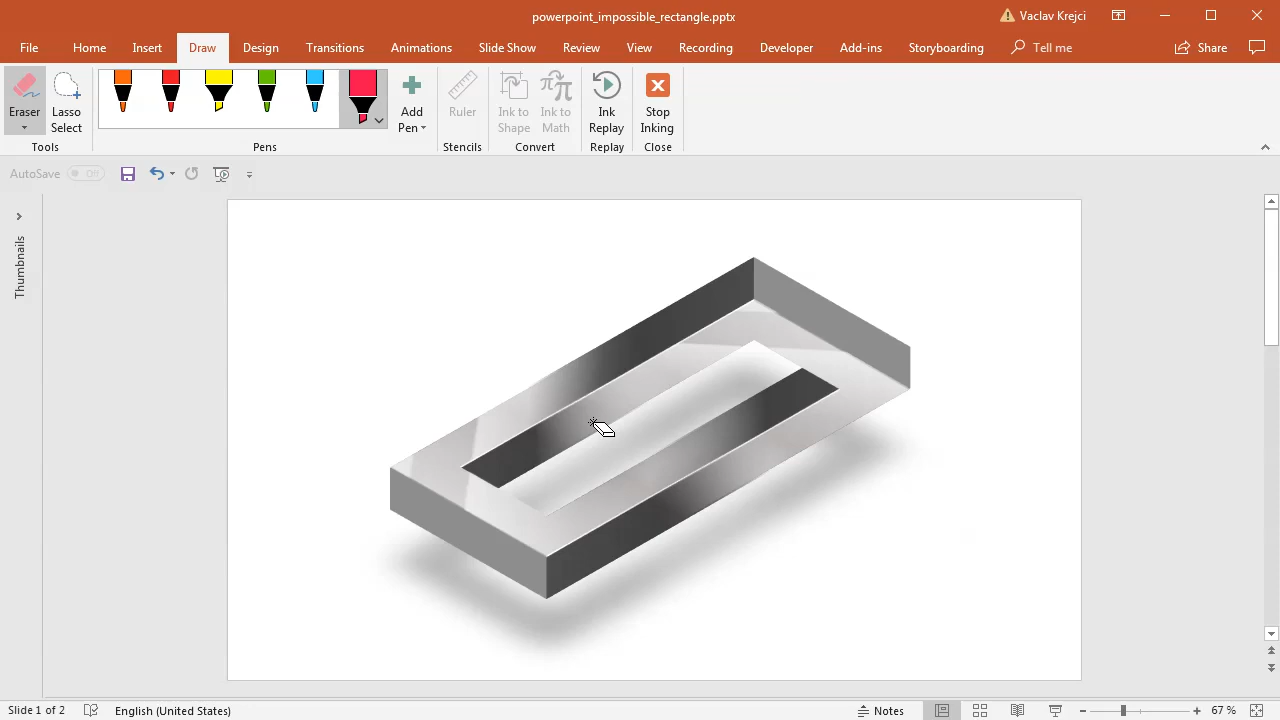 powerpoint_impossible_rectangle.pptx
Vaclav Krejci
File Home Insert Draw Design Transitions Animations Slide Show Review View Recording Developer Add-ins Storyboarding Tell me Share
Eraser
Lasso
Select
Add
Pen
Ruler
Ink to
Shape
Ink to
Math
Ink
Replay
Stop
Inking
Tools Pens Stencils Convert Replay Close
AutoSave Off
Thumbnails
Slide 1 of 2 English (United States) Notes 67 %